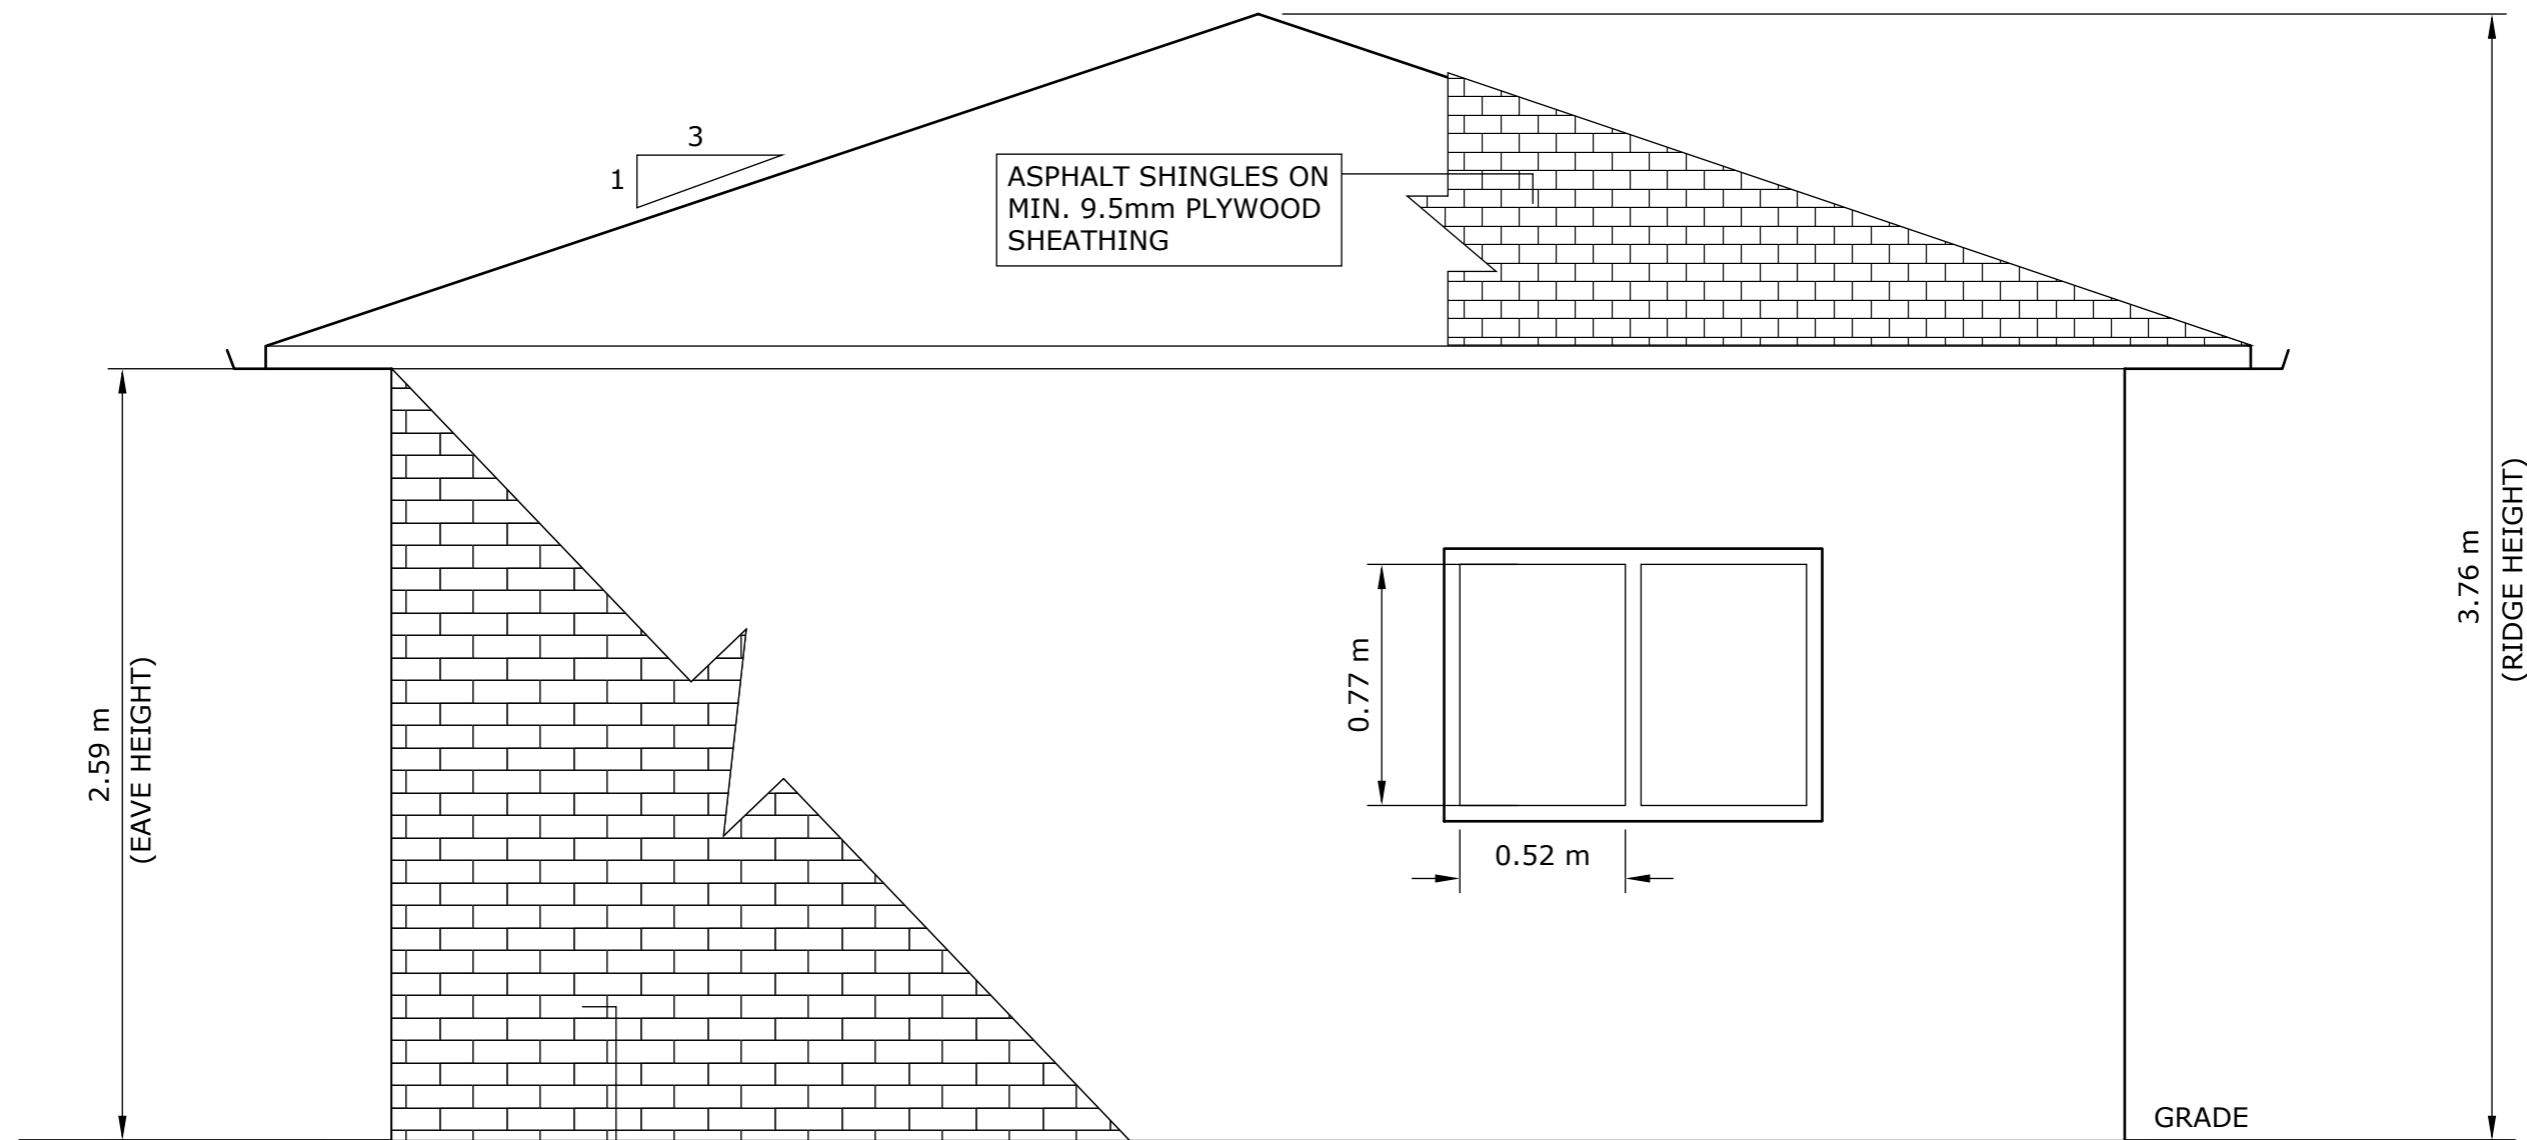 3
1
ASPHALT SHINGLES ON
MIN. 9.5mm PLYWOOD
SHEATHING
2.59 m
(EAVE HEIGHT)
0.77 m
0.52 m
3.76 m
(RIDGE HEIGHT)
GRADE